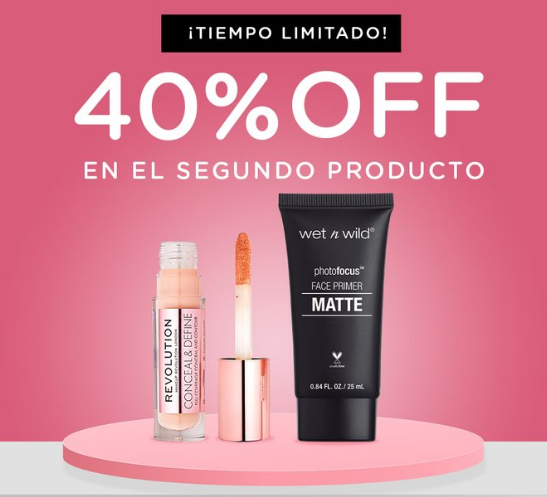 ¡TIEMPO LIMITADO!
40% OFF
EN EL SEGUNDO PRODUCTO
REVOLUTION
CONCEAL & DEFINE
wet n wild®
photofocus™
FACE PRIMER
MATTE
0.84 FL. OZ./ 25 mL